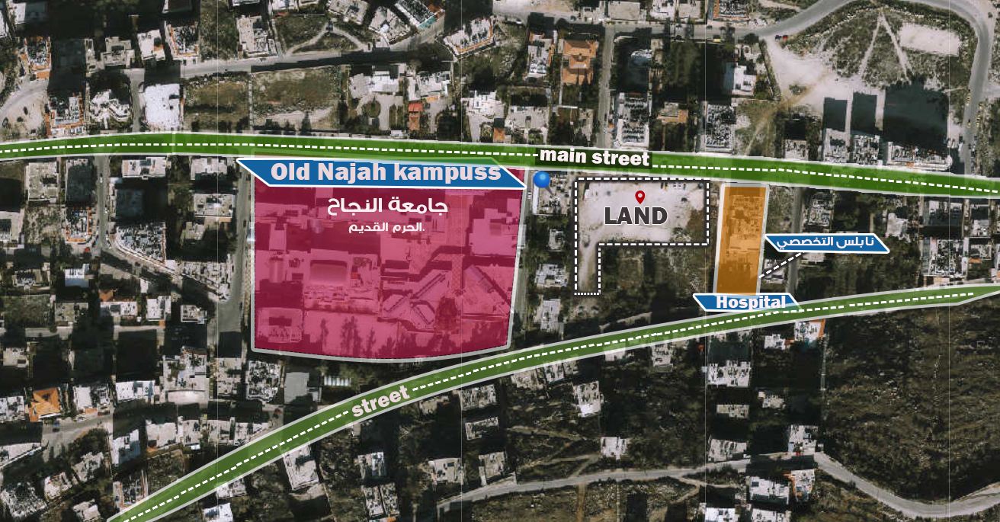 main street
Old Najah kampuss
جامعة النجاح
الحرم القديم.
LAND
نابلس التخصصي
Hospital
street